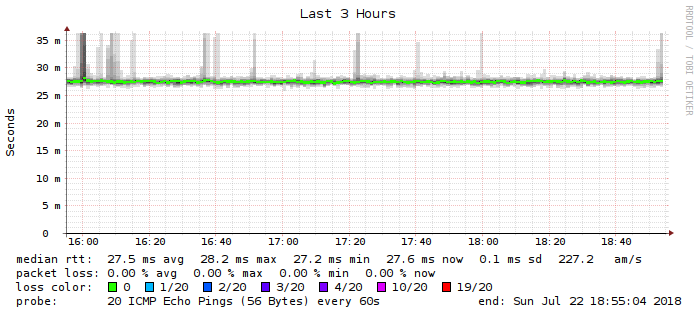 Last 3 Hours
RRDTOOL / TOBI OETIKER
Seconds
35 m
30 m
25 m
20 m
15 m
10 m
5 m
0
16:00 16:20 16:40 17:00 17:20 17:40 18:00 18:20 18:40
median rtt: 27.5 ms avg 28.2 ms max 27.2 ms min 27.6 ms now 0.1 ms sd 227.2 am/s
packet loss: 0.00 % avg 0.00 % max 0.00 % min 0.00 % now
loss color: 0 1/20 2/20 3/20 4/20 10/20 19/20
probe: 20 ICMP Echo Pings (56 Bytes) every 60s end: Sun Jul 22 18:55:04 2018